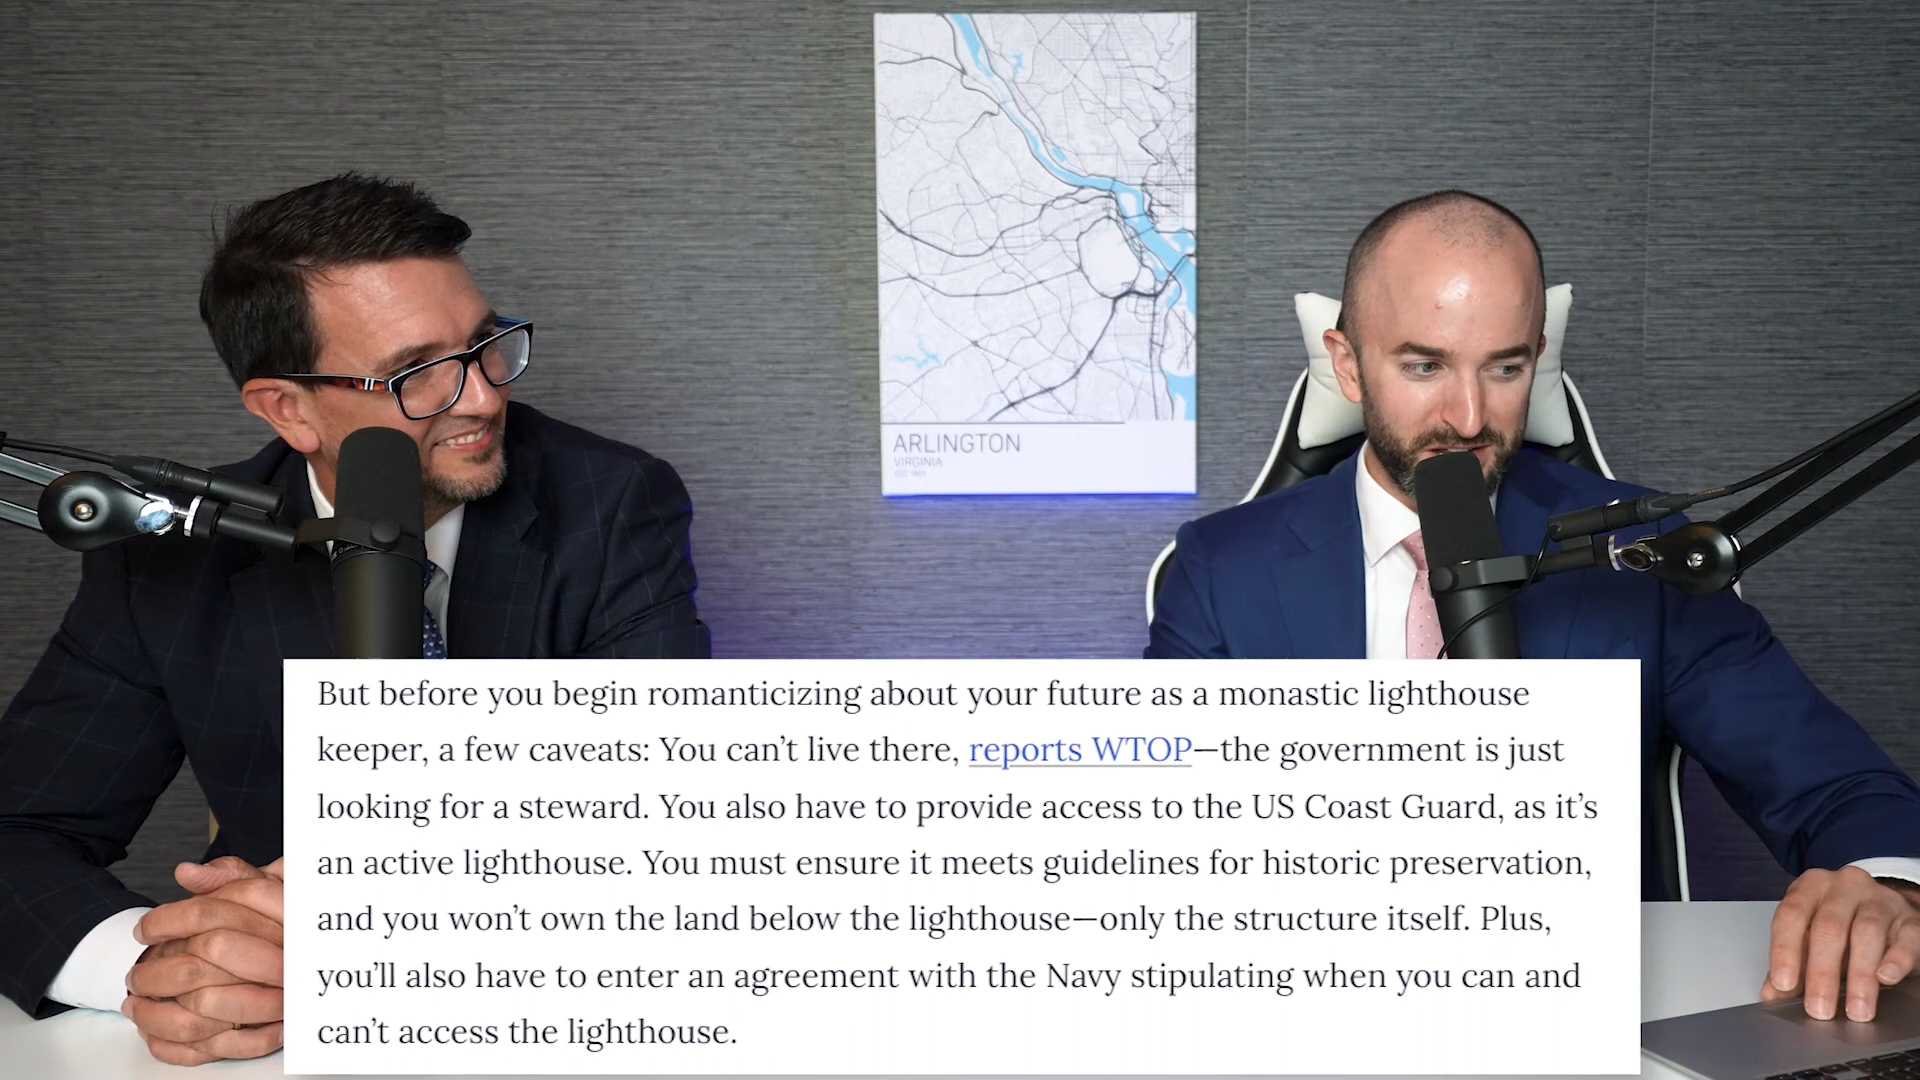 ARLINGTON
VIRGINIA
But before you begin romanticizing about your future as a monastic lighthouse
keeper, a few caveats: You can’t live there, reports WTOP—the government is just
looking for a steward. You also have to provide access to the US Coast Guard, as it’s
an active lighthouse. You must ensure it meets guidelines for historic preservation,
and you won’t own the land below the lighthouse—only the structure itself. Plus,
you’ll also have to enter an agreement with the Navy stipulating when you can and
can’t access the lighthouse.